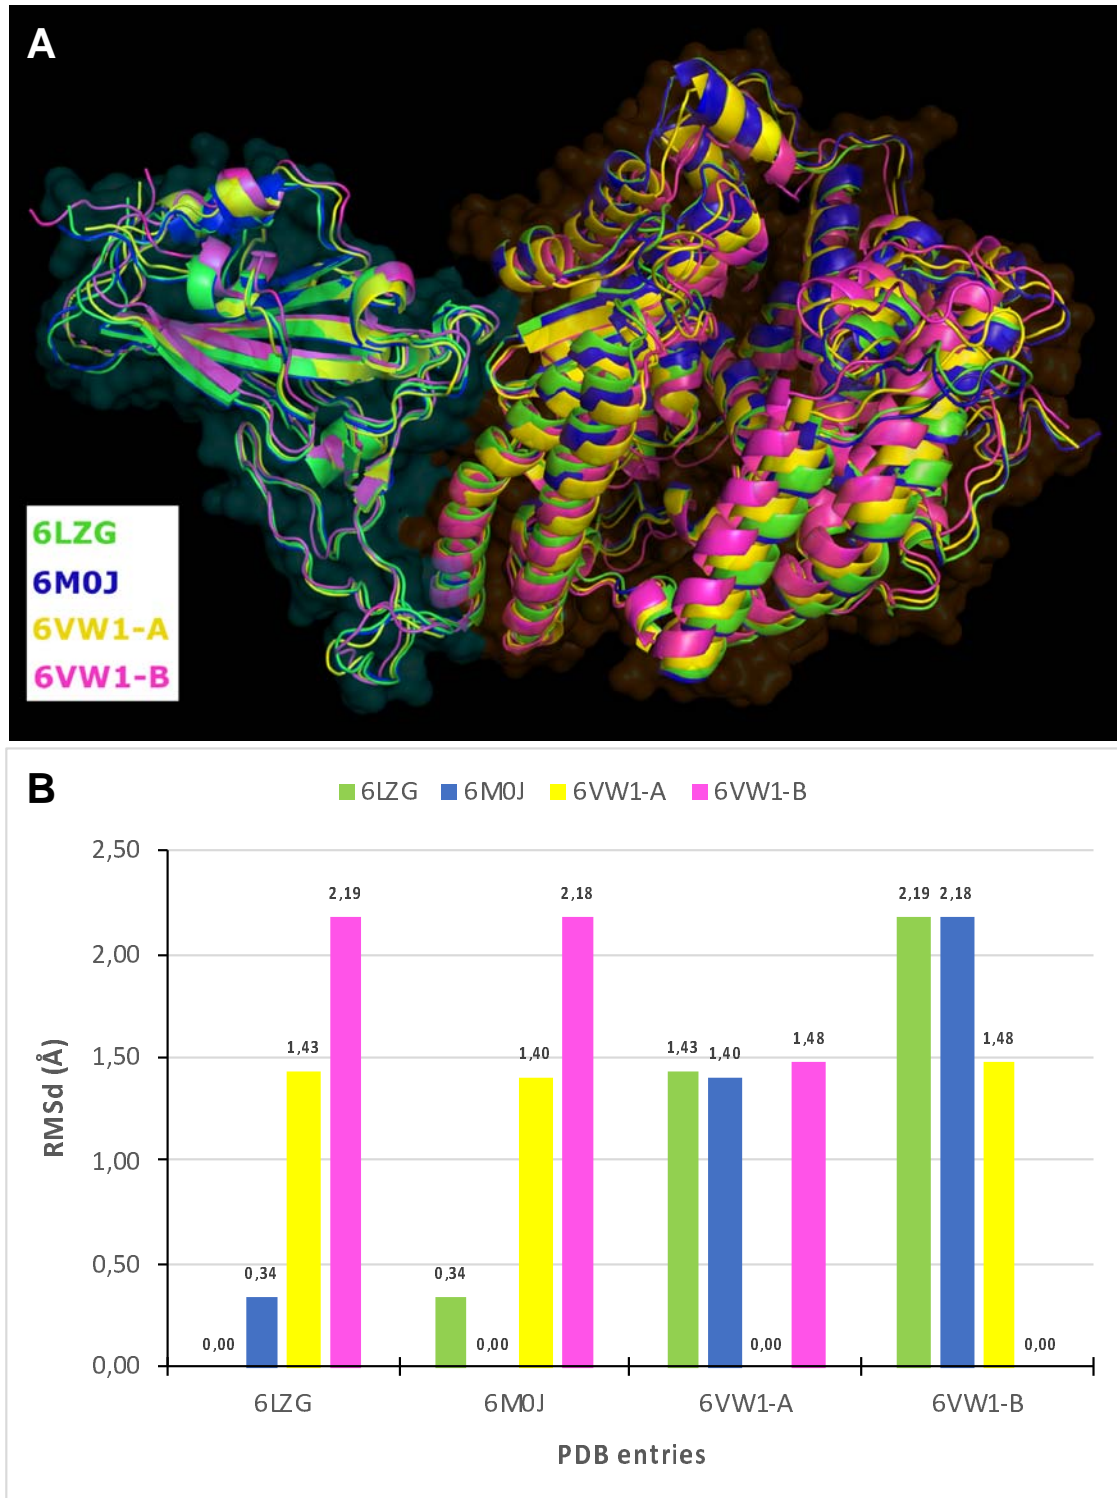 A
6LZG
6M0J
6VW1-A
6VW1-B
B
6LZG 6M0J 6VW1-A 6VW1-B
2,50
2,00
1,50
1,00
0,50
0,00
RMSd (Å)
0,00 0,34 1,43 2,19
0,34 0,00 1,40 2,18
1,43 1,40 0,00 1,48
2,19 2,18 1,48 0,00
6LZG 6M0J 6VW1-A 6VW1-B
PDB entries